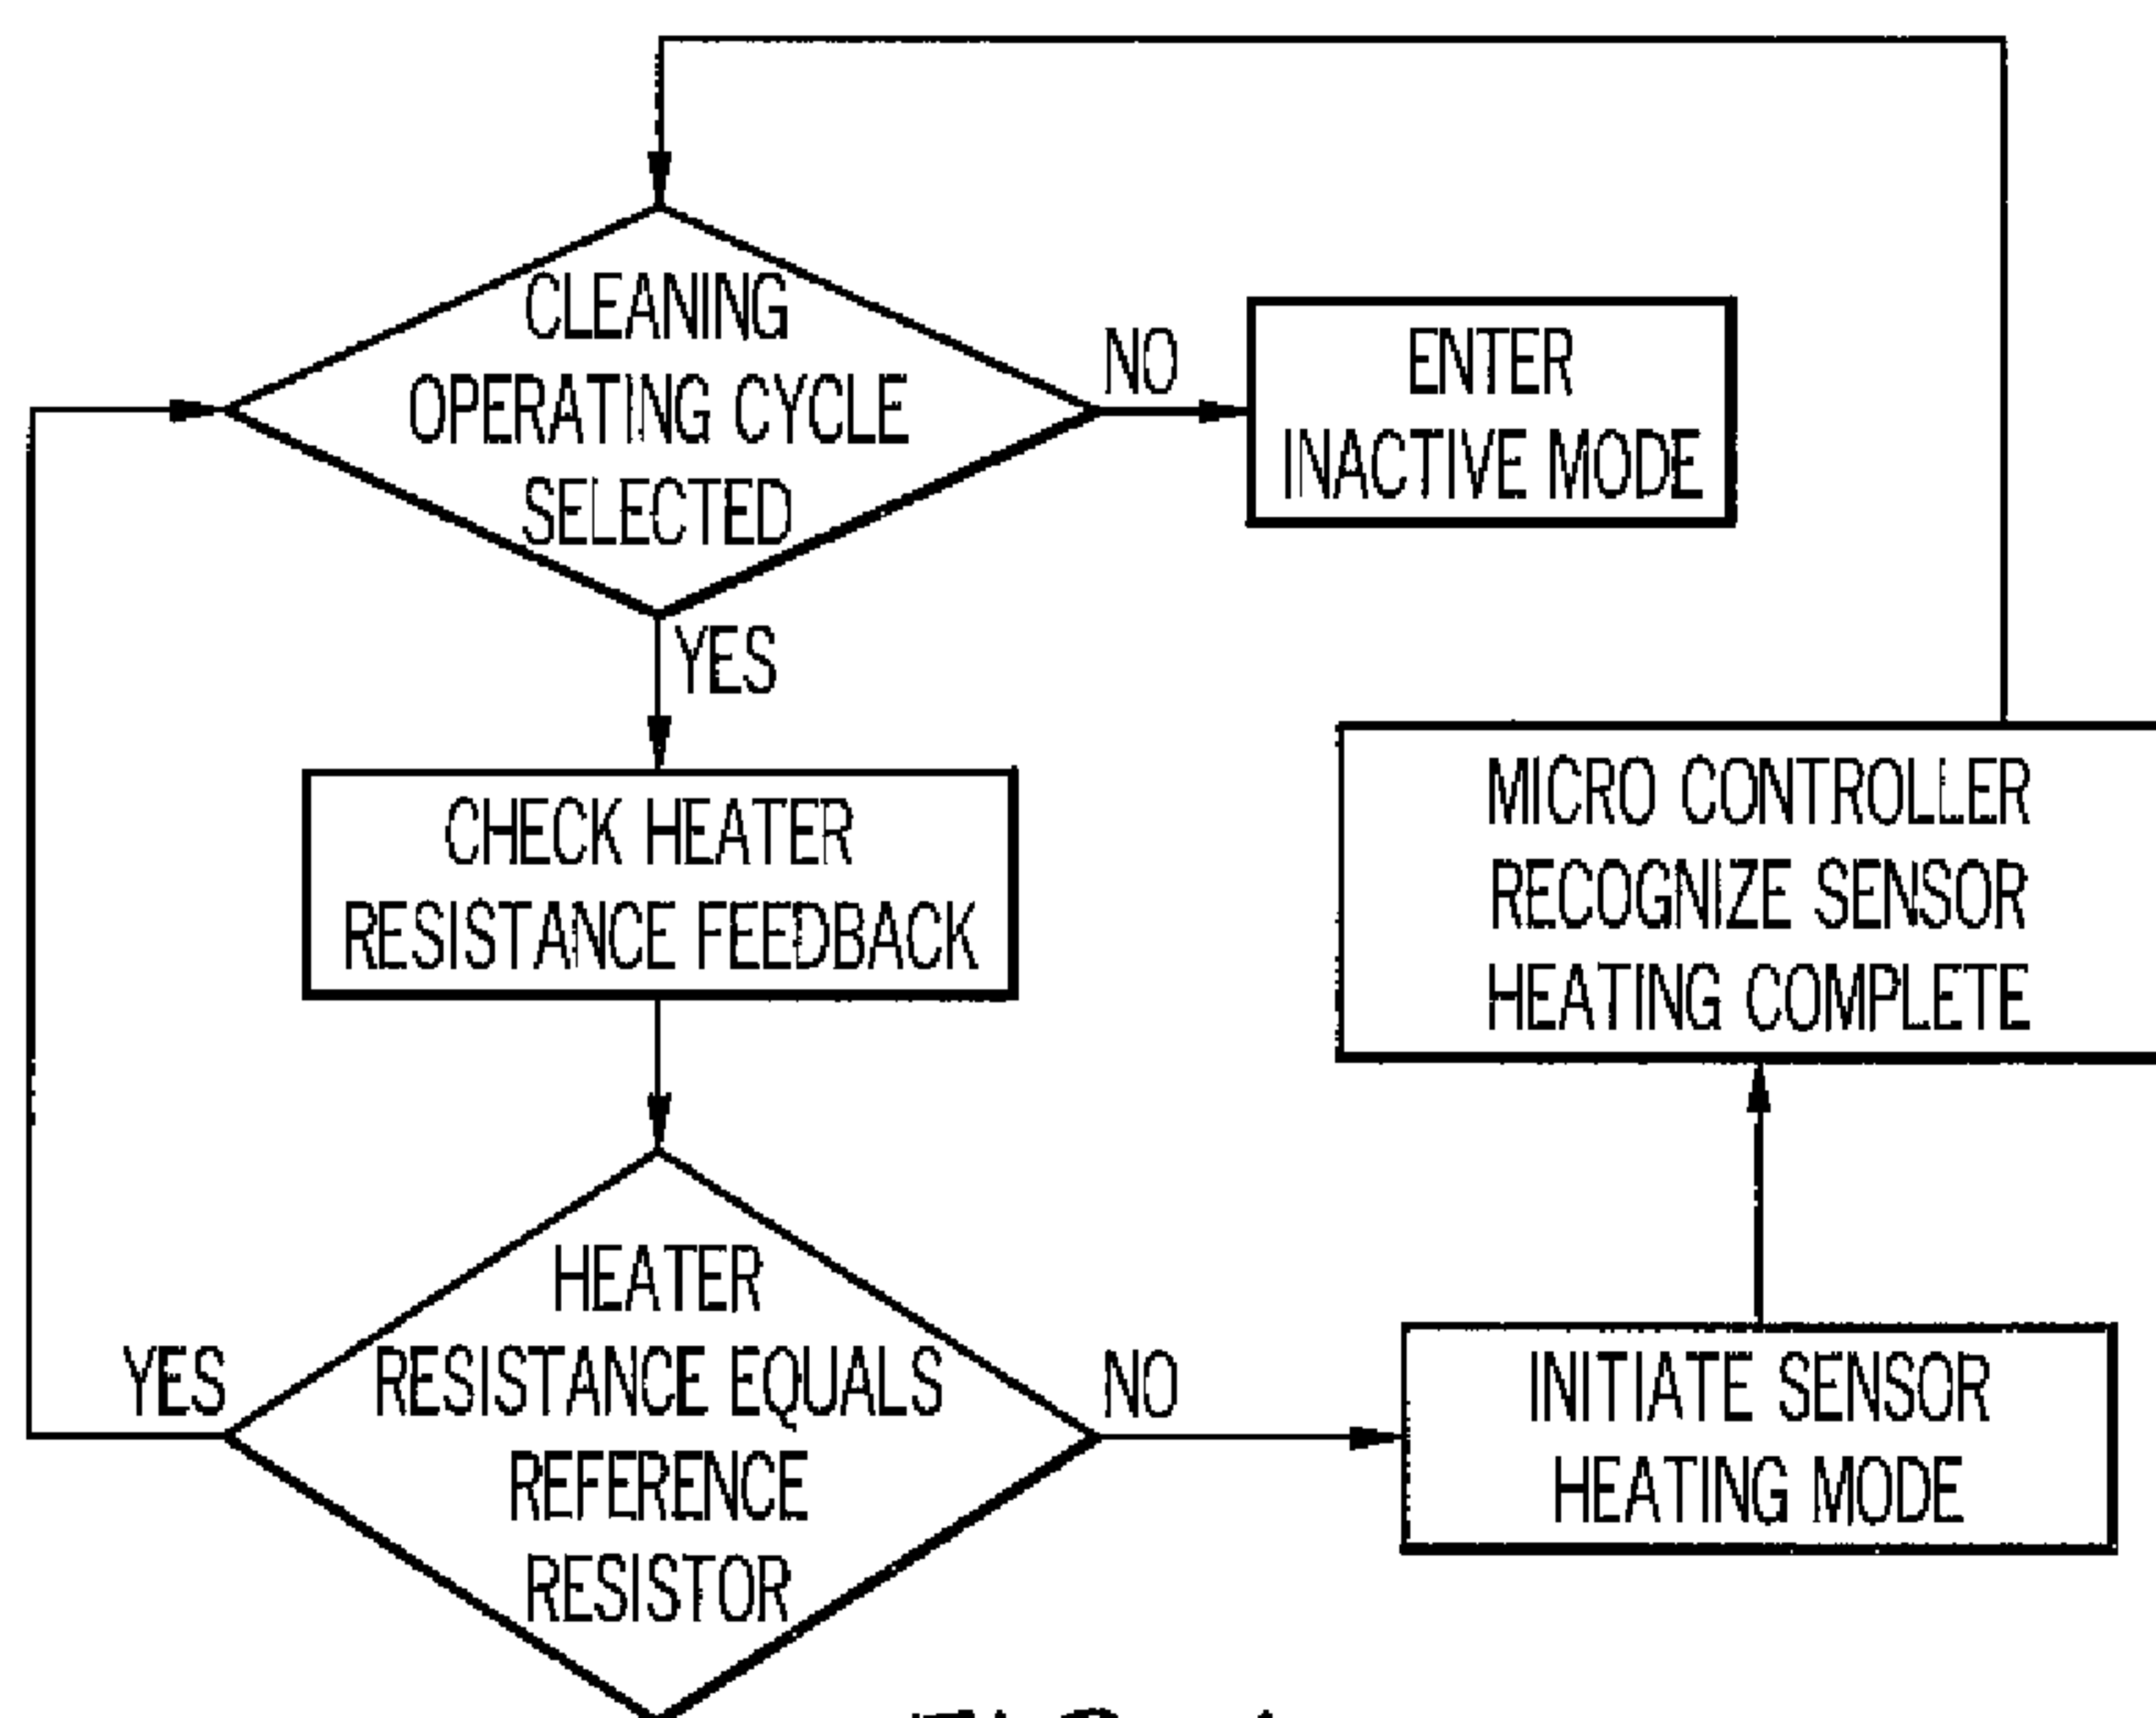 CLEANING
OPERATING CYCLE
SELECTED
NO
ENTER
INACTIVE MODE
YES
CHECK HEATER
RESISTANCE FEEDBACK
MICRO CONTROLLER
RECOGNIZE SENSOR
HEATING COMPLETE
HEATER
RESISTANCE EQUALS
REFERENCE
RESISTOR
YES
NO
INITIATE SENSOR
HEATING MODE